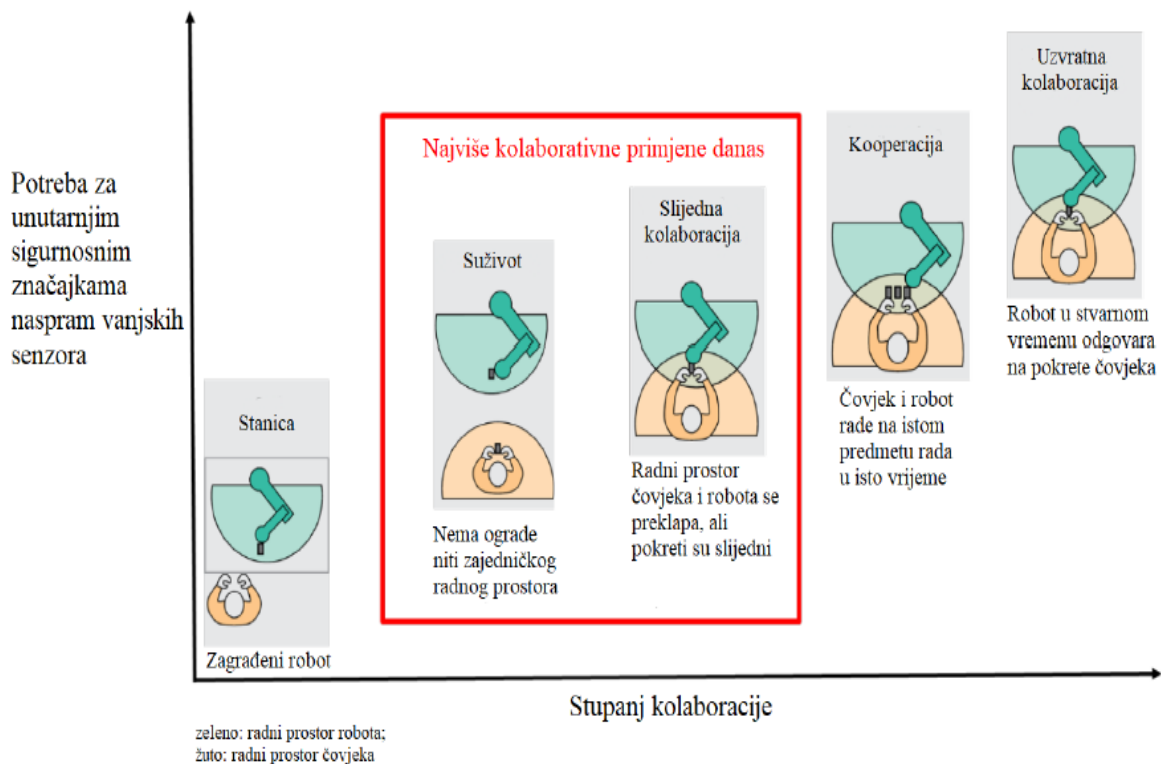 Potreba za
unutarnjim
sigurnosnim
značajkama
naspram vanjskih
senzora
Stanica
Zagrađeni robot
Najviše kolaborativne primjene danas
Suživot
Nema ograde
niti zajedničkog
radnog prostora
Slijedna
kolaboracija
Radni prostor
čovjeka i robota se
preklapa, ali
pokreti su slijedni
Kooperacija
Čovjek i robot
rade na istom
predmetu rada
u isto vrijeme
Uzvratna
kolaboracija
Robot u stvarnom
vremenu odgovara
na pokrete čovjeka
Stupanj kolaboracije
zeleno: radni prostor robota;
žuto: radni prostor čovjeka